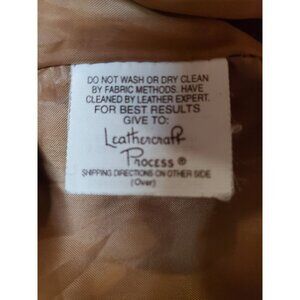 DO NOT WASH OR DRY CLEAN
BY FABRIC METHODS. HAVE
CLEANED BY LEATHER EXPERT.
FOR BEST RESULTS
GIVE TO:
Leathercraft
Process ®
SHIPPING DIRECTIONS ON OTHER SIDE
(Over)